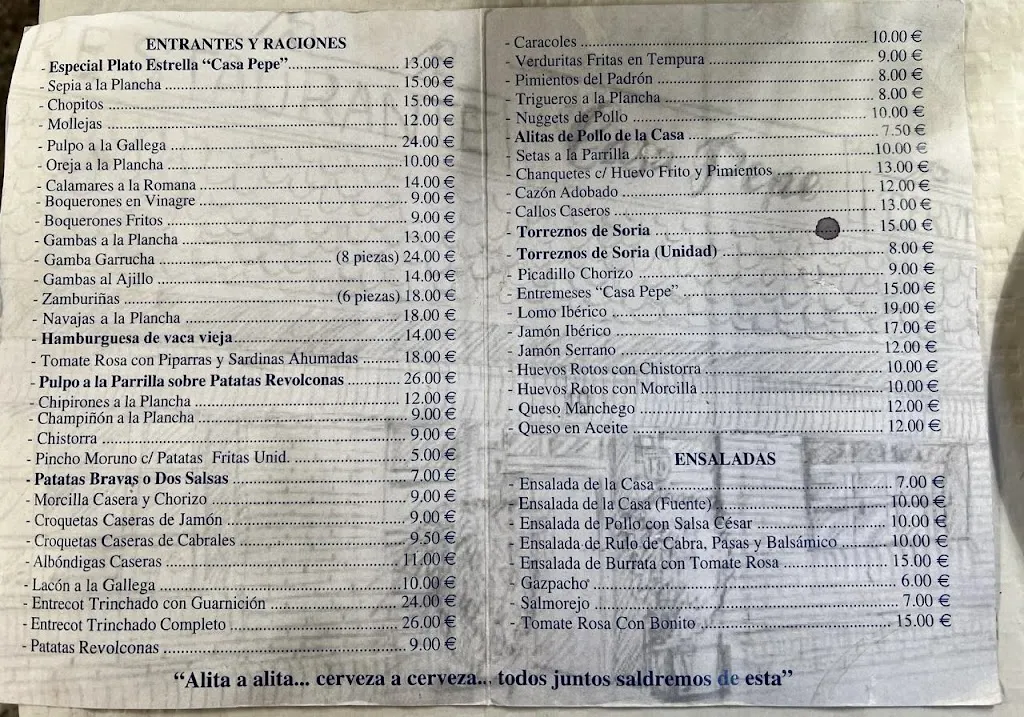 ENTRANTES Y RACIONES
- Especial Plato Estrella “Casa Pepe” 13.00 €
- Sepia a la Plancha 15.00 €
- Chopitos 15.00 €
- Mollejas 12.00 €
- Pulpo a la Gallega 24.00 €
- Oreja a la Plancha 10.00 €
- Calamares a la Romana 14.00 €
- Boquerones en Vinagre 9.00 €
- Boquerones Fritos 9.00 €
- Gambas a la Plancha 13.00 €
- Gamba Garrucha (8 piezas) 24.00 €
- Gambas al Ajillo 14.00 €
- Zamburiñas (6 piezas) 18.00 €
- Navajas a la Plancha 18.00 €
- Hamburguesa de vaca vieja 14.00 €
- Tomate Rosa con Piparras y Sardinas Ahumadas 18.00 €
- Pulpo a la Parrilla sobre Patatas Revolconas 26.00 €
- Chipirones a la Plancha 12.00 €
- Champiñón a la Plancha 9.00 €
- Chistorra 9.00 €
- Pincho Moruno c/ Patatas Fritas Unid. 5.00 €
- Patatas Bravas o Dos Salsas 7.00 €
- Morcilla Casera y Chorizo 9,00 €
- Croquetas Caseras de Jamón 9.00 €
- Croquetas Caseras de Cabrales 9.50 €
- Albóndigas Caseras 11.00 €
- Lacón a la Gallega 10.00 €
- Entrecot Trinchado con Guarnición 24.00 €
- Entrecot Trinchado Completo 26.00 €
- Patatas Revolconas 9.00 €
- Caracoles 10.00 €
- Verduritas Fritas en Tempura 9.00 €
- Pimientos del Padrón 8.00 €
- Trigueros a la Plancha 8.00 €
- Nuggets de Pollo 10.00 €
- Alitas de Pollo de la Casa 7.50 €
- Setas a la Parrilla 10.00 €
- Chanquetes c/ Huevo Frito y Pimientos 13.00 €
- Cazón Adobado 12.00 €
- Callos Caseros 13.00 €
- Torreznos de Soria 15.00 €
- Torreznos de Soria (Unidad) 8.00 €
- Picadillo Chorizo 9.00 €
- Entremeses “Casa Pepe” 15.00 €
- Lomo Ibérico 19.00 €
- Jamón Ibérico 17.00 €
- Jamón Serrano 12.00 €
- Huevos Rotos con Chistorra 10.00 €
- Huevos Rotos con Morcilla 10.00 €
- Queso Manchego 12.00 €
- Queso en Aceite 12.00 €
ENSALADAS
- Ensalada de la Casa 7.00 €
- Ensalada de la Casa (Fuente) 10.00 €
- Ensalada de Pollo con Salsa César 10.00 €
- Ensalada de Rulo de Cabra, Pasas y Balsámico 10.00 €
- Ensalada de Burrata con Tomate Rosa 15.00 €
- Gazpacho 6.00 €
- Salmorejo 7.00 €
- Tomate Rosa Con Bonito 15.00 €
“Alita a alita... cerveza a cerveza... todos juntos saldremos de esta”